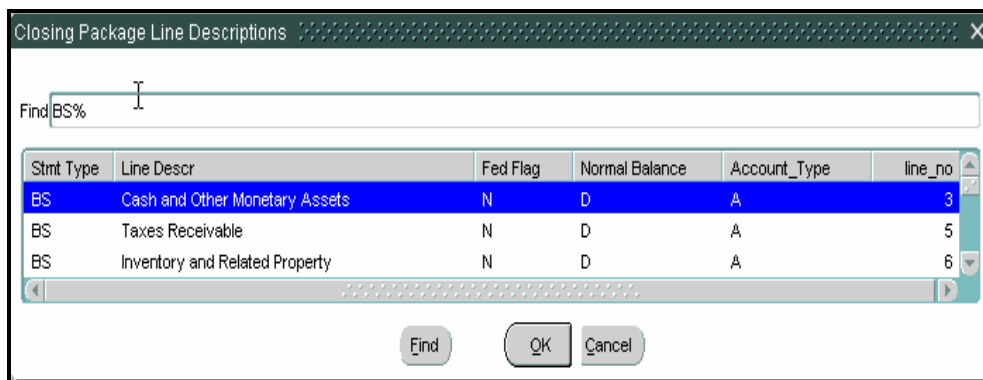 Closing Package Line Descriptions
Find BS%
Stmt Type Line Descr Fed Flag Normal Balance Account_Type line_no
BS Cash and Other Monetary Assets N D A 3
BS Taxes Receivable N D A 5
BS Inventory and Related Property N D A 6
Find OK Cancel